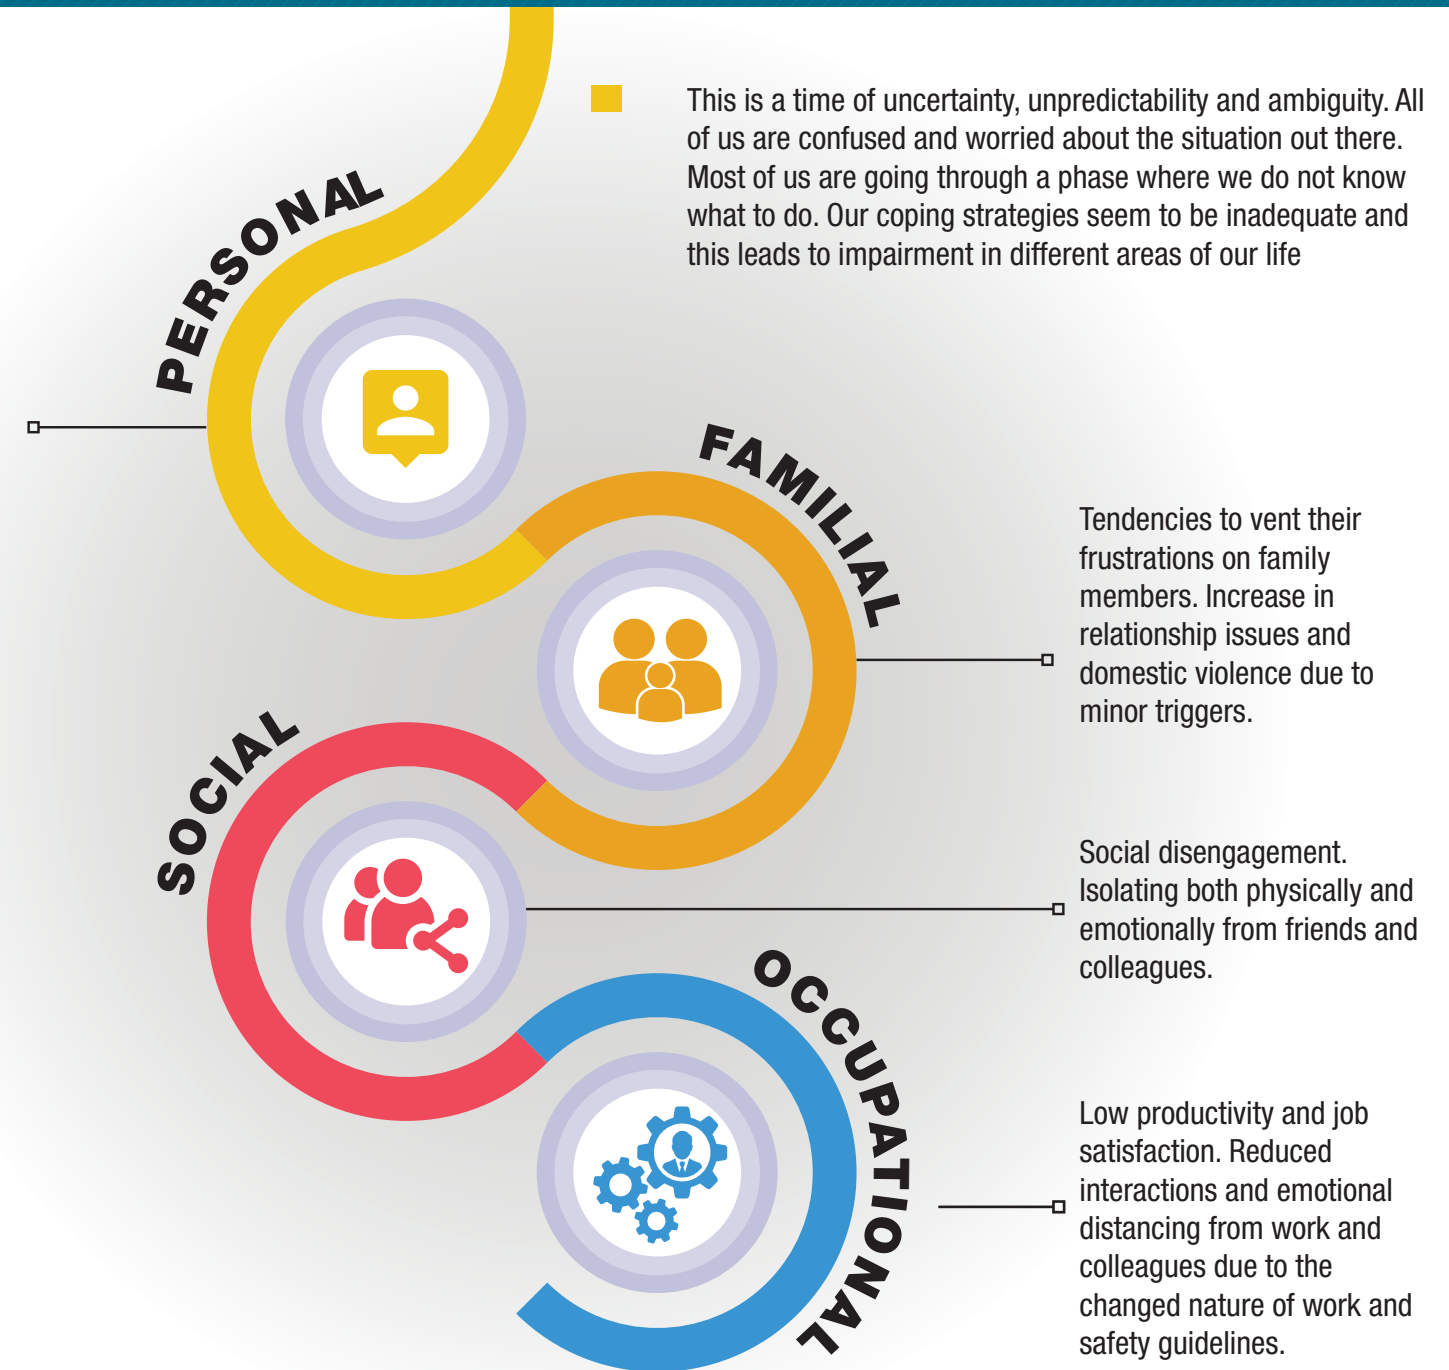 This is a time of uncertainty, unpredictability and ambiguity. All
of us are confused and worried about the situation out there.
Most of us are going through a phase where we do not know
what to do. Our coping strategies seem to be inadequate and
this leads to impairment in different areas of our life
PERSONAL
FAMILIAL
Tendencies to vent their
frustrations on family
members. Increase in
relationship issues and
domestic violence due to
minor triggers.
SOCIAL
Social disengagement.
Isolating both physically and
emotionally from friends and
colleagues.
OCCUPATIONAL
Low productivity and job
satisfaction. Reduced
interactions and emotional
distancing from work and
colleagues due to the
changed nature of work and
safety guidelines.